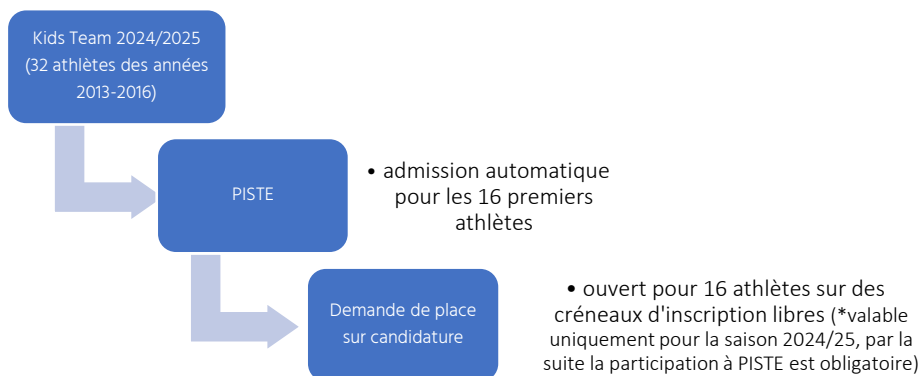 Kids Team 2024/2025
(32 athlètes des années
2013-2016)
PISTE
• admission automatique
pour les 16 premiers
athlètes
Demande de place
sur candidature
• ouvert pour 16 athlètes sur des
créneaux d'inscription libres (*valable
uniquement pour la saison 2024/25, par la
suite la participation à PISTE est obligatoire)